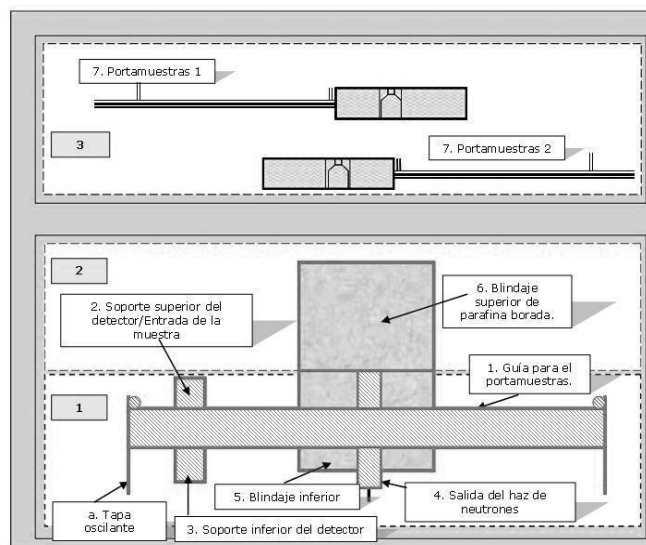 7. Portamuestras 1
3
7. Portamuestras 2
2
2. Soporte superior del
detector/Entrada de la
muestra
6. Blindaje
superior de
parafina borada.
1. Guía para el
portamuestras.
1
5. Blindaje inferior
4. Salida del haz de
neutrones
a. Tapa
oscilante
3. Soporte inferior del detector